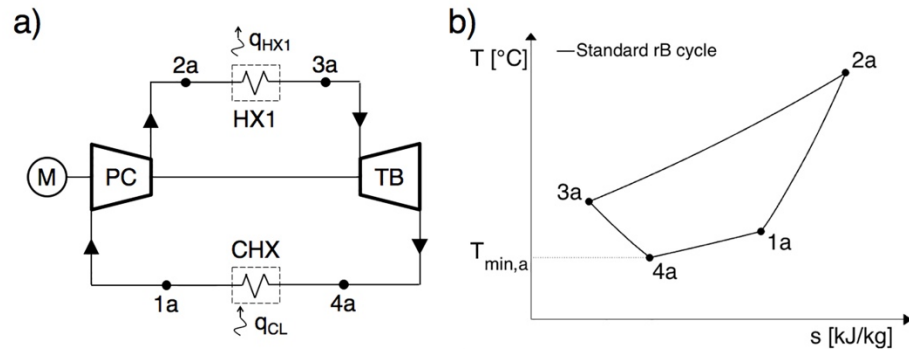 a)
2a
q_HX1
3a
HX1
M
PC
TB
CHX
1a
q_CL
4a
b)
T [°C]
—Standard rB cycle
2a
3a
T_min,a
4a
1a
s [kJ/kg]